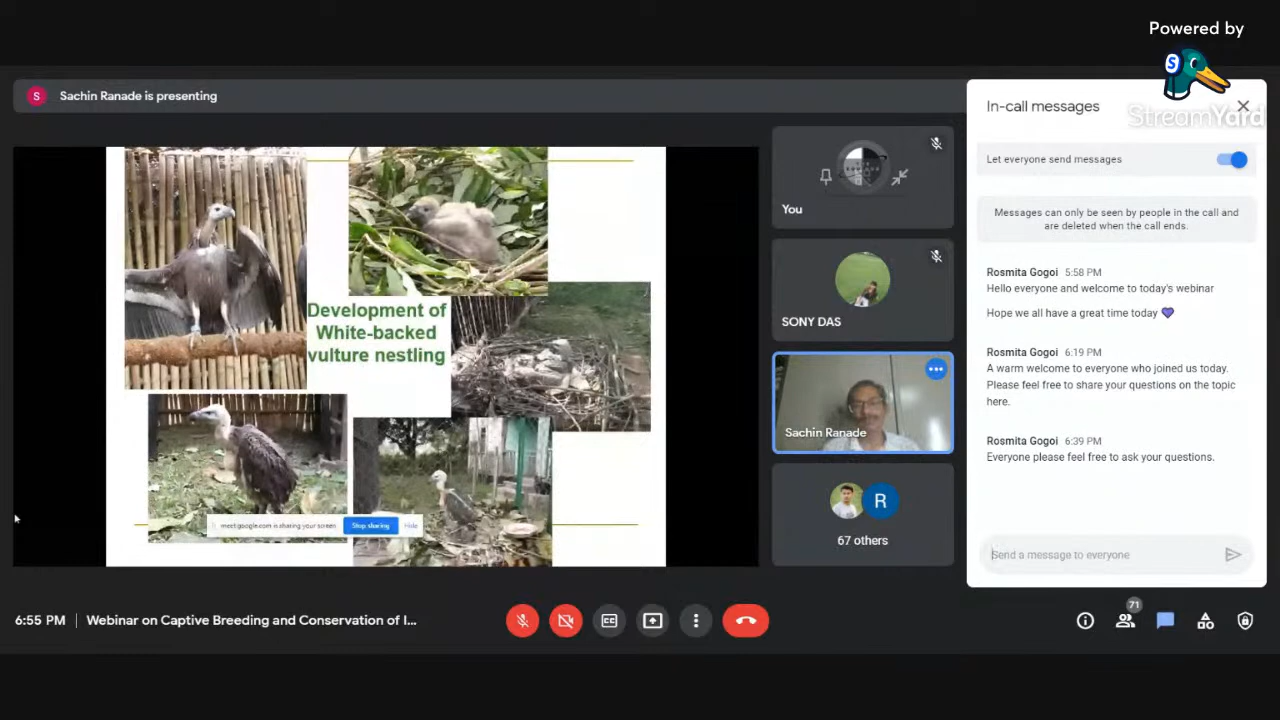 Powered by
StreamYard
S
Sachin Ranade is presenting
Development of
White-backed
vulture nestling
meet.google.com is sharing your screen
Stop sharing
Hide
You
SONY DAS
Sachin Ranade
R
67 others
In-call messages
Let everyone send messages
Messages can only be seen by people in the call and
are deleted when the call ends.
Rosmita Gogoi 5:58 PM
Hello everyone and welcome to today's webinar
Hope we all have a great time today 💜
Rosmita Gogoi 6:19 PM
A warm welcome to everyone who joined us today.
Please feel free to share your questions on the topic
here.
Rosmita Gogoi 6:39 PM
Everyone please feel free to ask your questions.
Send a message to everyone
6:55 PM | Webinar on Captive Breeding and Conservation of I...
71